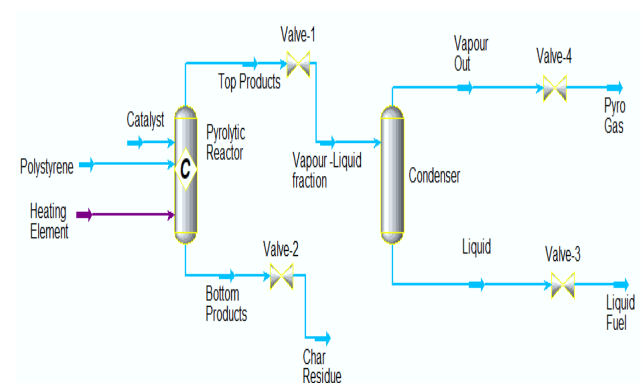 Valve-1
Vapour
Out
Valve-4
Top Products
Pyro
Gas
Catalyst
Pyrolytic
Reactor
Polystyrene
C
Vapour -Liquid
fraction
Condenser
Heating
Element
Valve-2
Liquid
Valve-3
Bottom
Products
Liquid
Fuel
Char
Residue